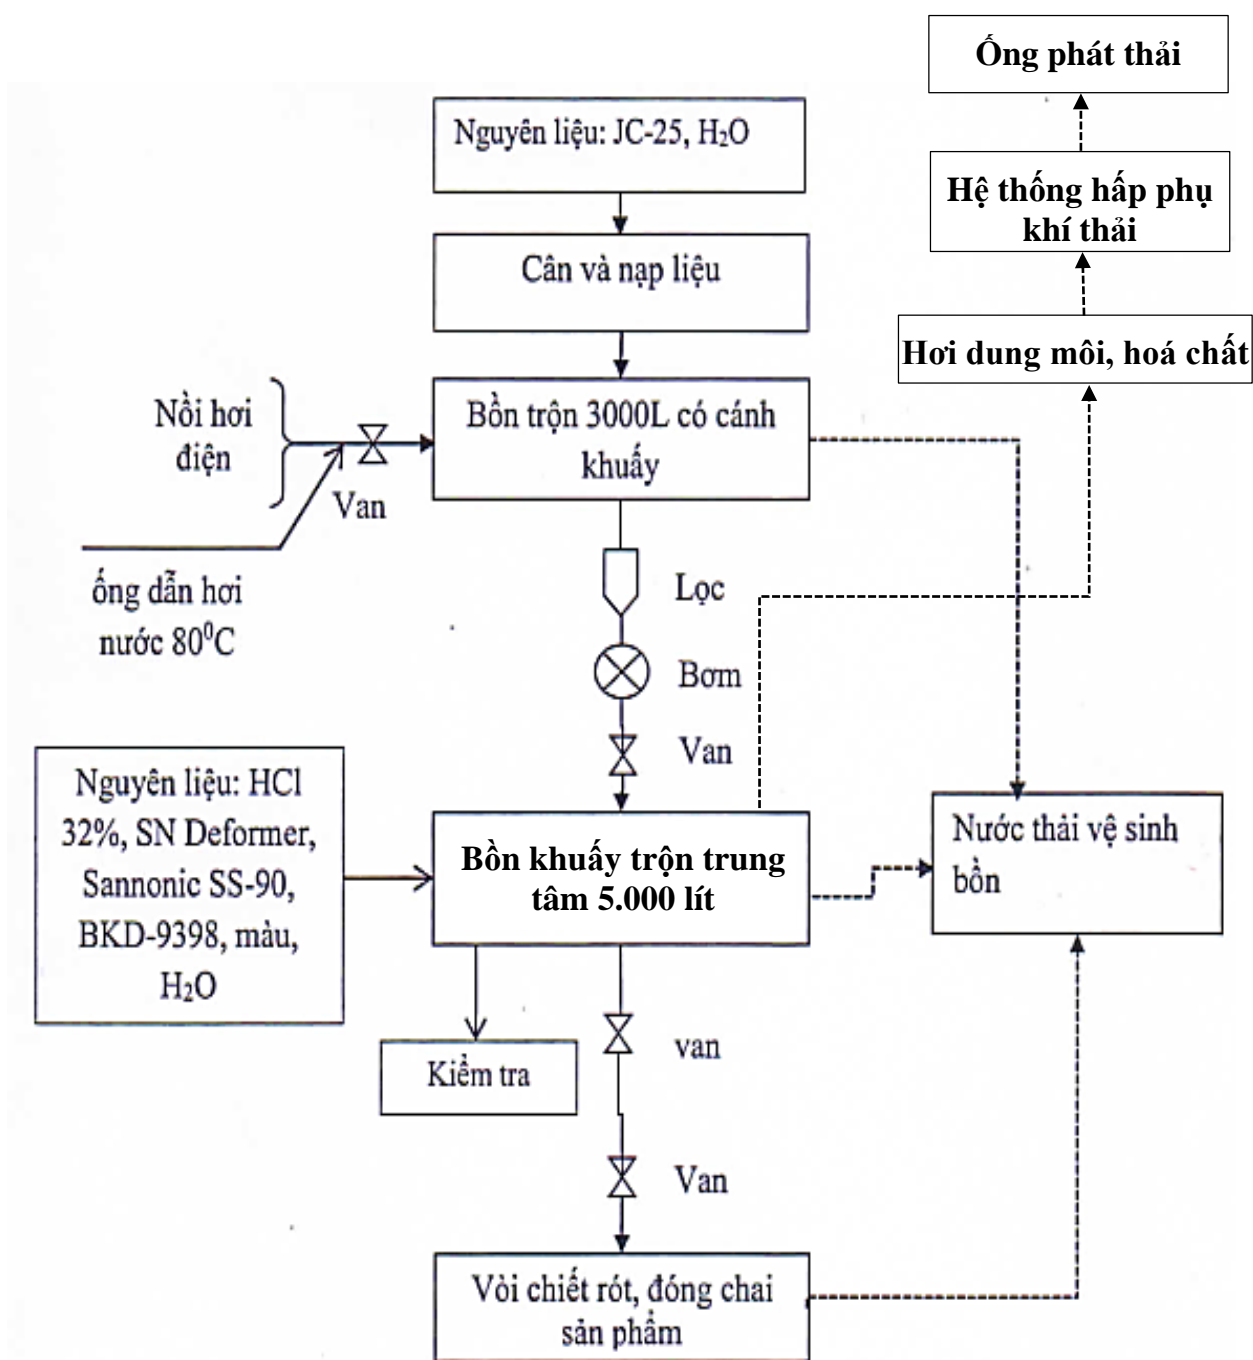 Ống phát thải
Nguyên liệu: JC-25, H₂O
Hệ thống hấp phụ
khí thải
Cân và nạp liệu
Hơi dung môi, hoá chất
Nồi hơi
điện
Van
Bồn trộn 3000L có cánh
khuấy
ống dẫn hơi
nước 80⁰C
Lọc
Bơm
Van
Nguyên liệu: HCl
32%, SN Deformer,
Sannonic SS-90,
BKD-9398, màu,
H₂O
Bồn khuấy trộn trung
tâm 5.000 lít
Nước thải vệ sinh
bồn
Kiểm tra
van
Van
Vòi chiết rót, đóng chai
sản phẩm